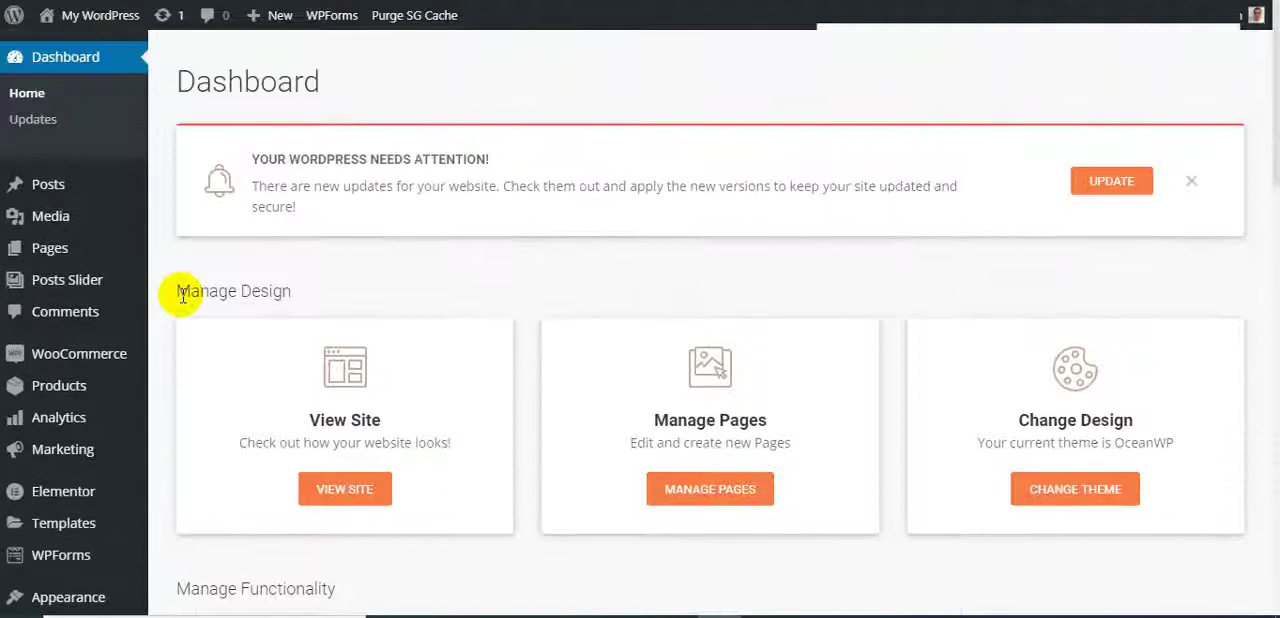 My WordPress 1 0 New WPForms Purge SG Cache
Dashboard
Home
Updates
Posts
Media
Pages
Posts Slider
Comments
WooCommerce
Products
Analytics
Marketing
Elementor
Templates
WPForms
Appearance
Dashboard
YOUR WORDPRESS NEEDS ATTENTION!
There are new updates for your website. Check them out and apply the new versions to keep your site updated and
secure!
UPDATE
Manage Design
View Site
Check out how your website looks!
VIEW SITE
Manage Pages
Edit and create new Pages
MANAGE PAGES
Change Design
Your current theme is OceanWP
CHANGE THEME
Manage Functionality